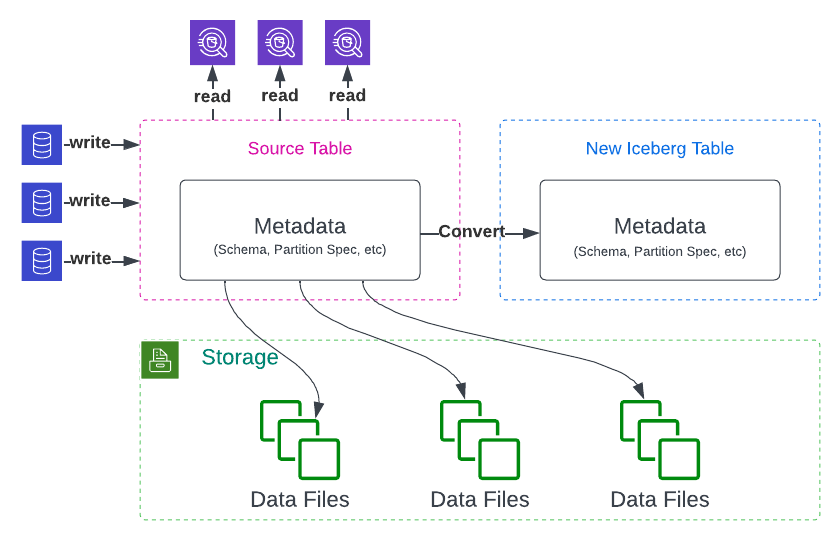 read
read
read
write
write
write
Source Table
New Iceberg Table
Metadata
(Schema, Partition Spec, etc)
Convert
Metadata
(Schema, Partition Spec, etc)
Storage
Data Files
Data Files
Data Files